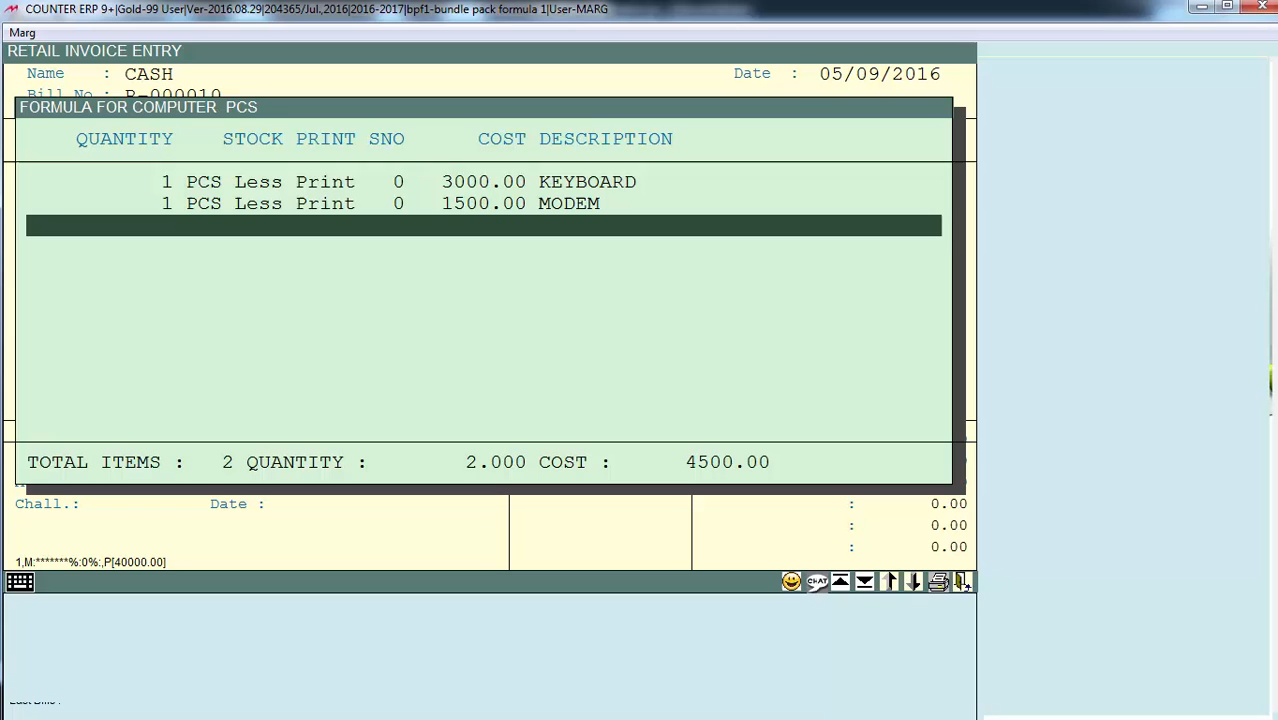 COUNTER ERP 9+|Gold-99 User|Ver-2016.08.29|204365/Jul.,2016|2016-2017|bpf1-bundle pack formula 1|User-MARG
Marg
RETAIL INVOICE ENTRY
Name : CASH Date : 05/09/2016
Bill No.: R-000010
FORMULA FOR COMPUTER PCS
QUANTITY STOCK PRINT SNO COST DESCRIPTION
1 PCS Less Print 0 3000.00 KEYBOARD
1 PCS Less Print 0 1500.00 MODEM
TOTAL ITEMS : 2 QUANTITY : 2.000 COST : 4500.00
Chall.: Date : : 0.00
: 0.00
: 0.00
1,M:*******%:0%:,P[40000.00]
CHAT